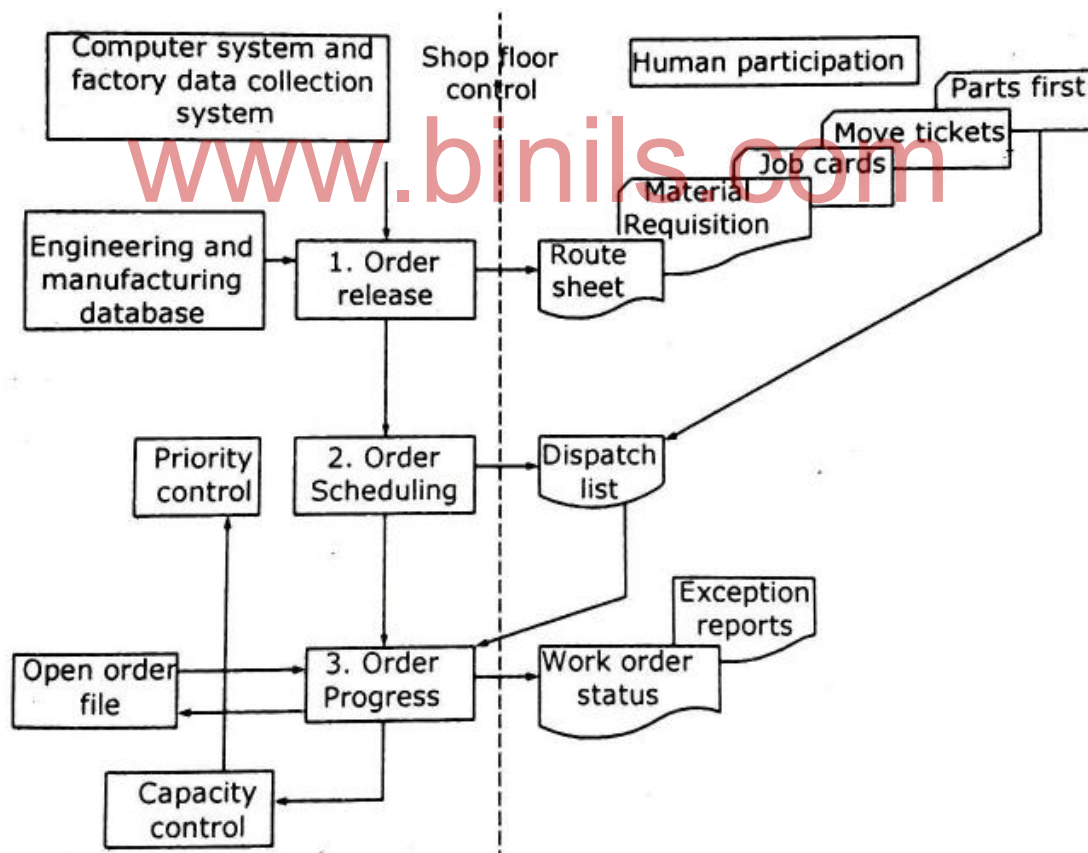 Computer system and
factory data collection
system
Shop floor
control
Human participation
Parts first
Move tickets
Job cards
Material
Requisition
Route
sheet
www.binils.com
Engineering and
manufacturing
database
1. Order
release
Priority
control
2. Order
Scheduling
Dispatch
list
Exception
reports
Open order
file
3. Order
Progress
Work order
status
Capacity
control